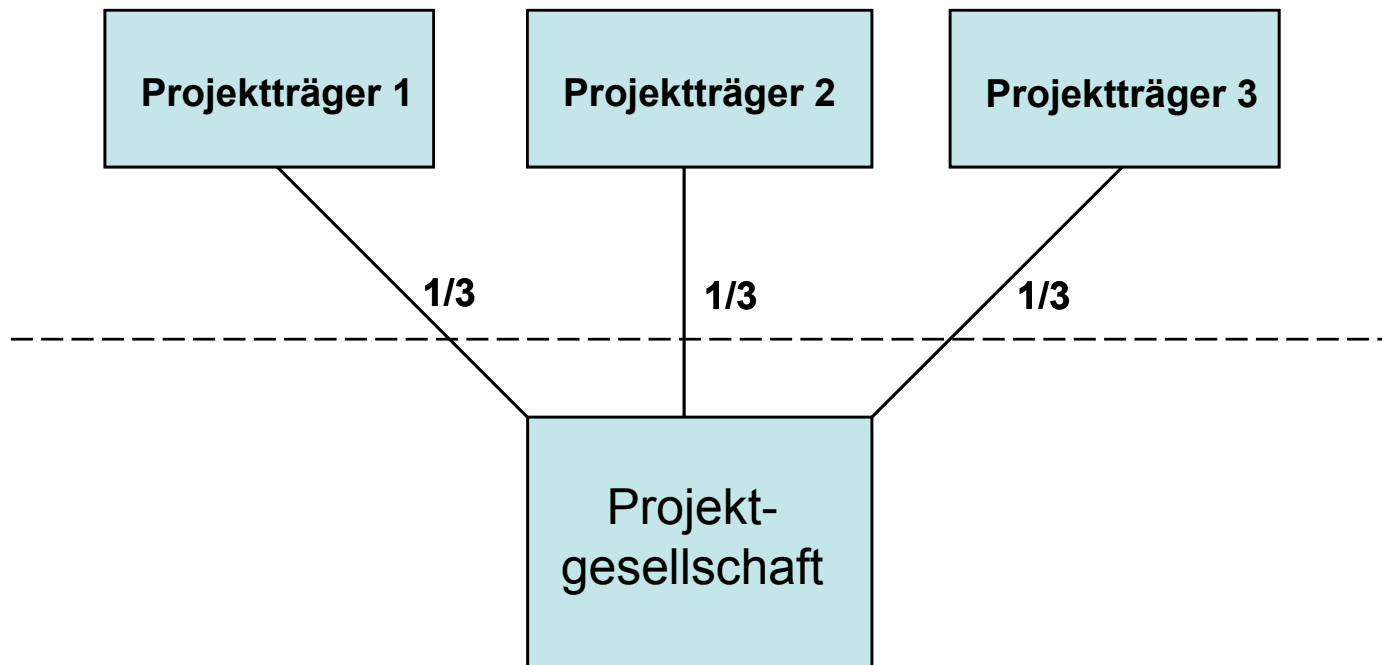 Projektträger 1
Projektträger 2
Projektträger 3
1/3
1/3
1/3
Projekt-
gesellschaft